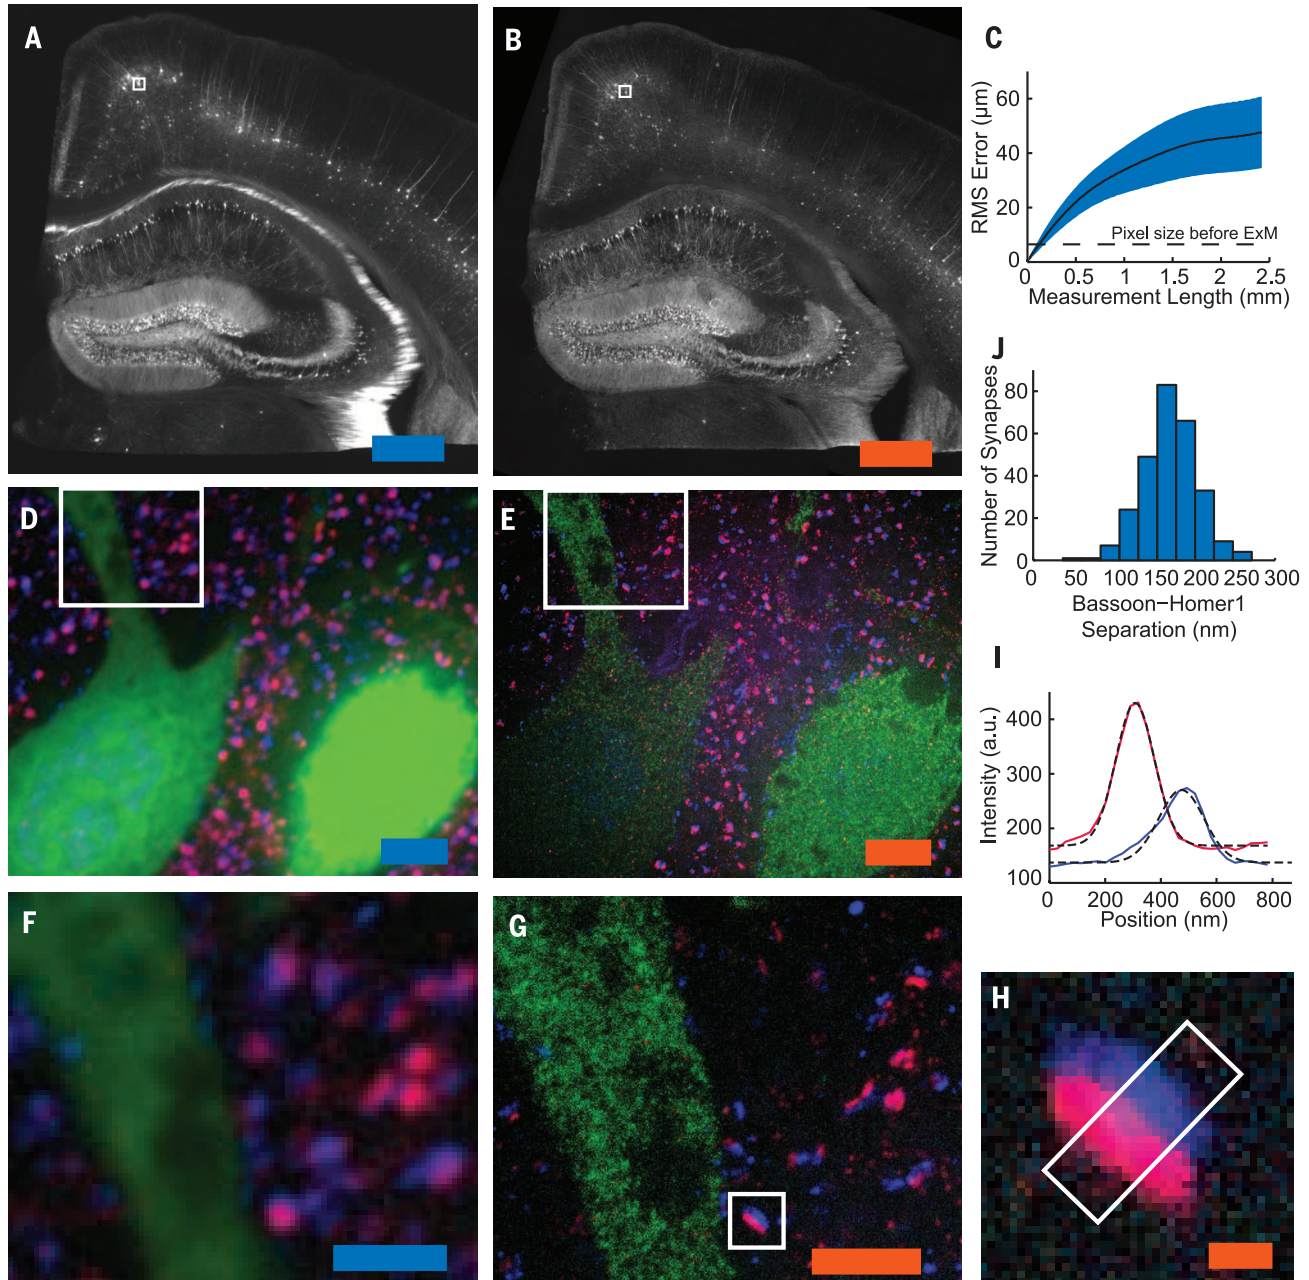 A
B
C
60
40
20
0
RMS Error (µm)
Pixel size before ExM
0
0.5
1
1.5
2
2.5
Measurement Length (mm)
J
80
60
40
20
0
Number of Synapses
0
50
100
150
200
250
300
Bassoon–Homer1
Separation (nm)
D
E
I
400
300
200
100
Intensity (a.u.)
0
200
400
600
800
Position (nm)
F
G
H